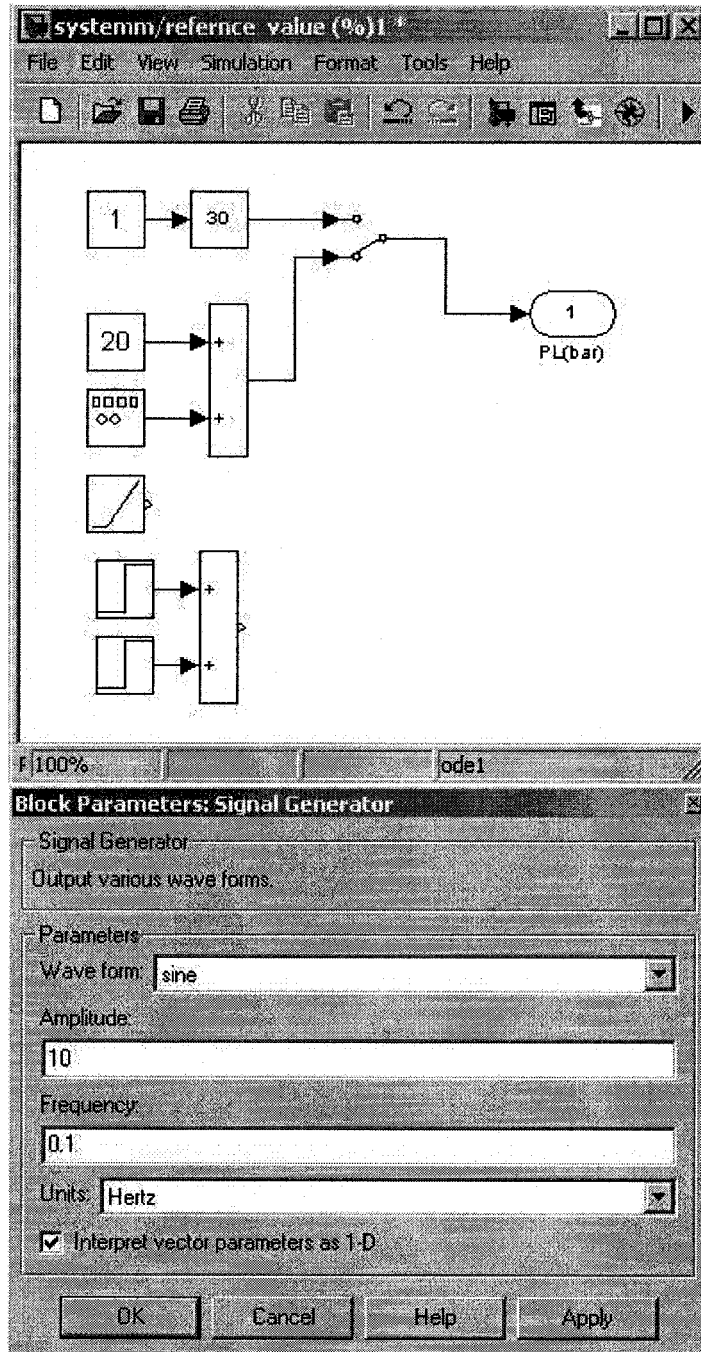 systemm/refernce value (%)1 *
File Edit View Simulation Format Tools Help
1
30
20
+
+
1
PL(bar)
+
+
100%
ode1
Block Parameters: Signal Generator
Signal Generator
Output various wave forms.
Parameters
Wave form: sine
Amplitude:
10
Frequency:
0.1
Units: Hertz
Interpret vector parameters as 1-D
OK Cancel Help Apply